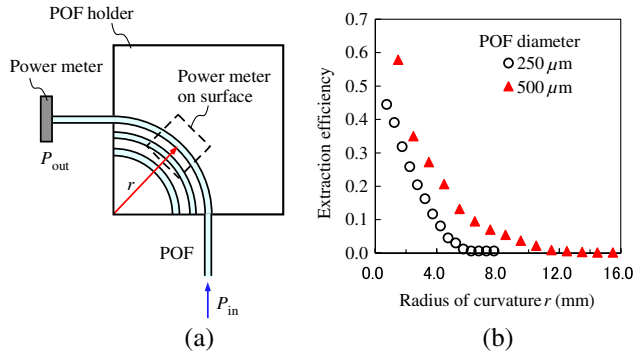 POF holder
Power meter
Power meter
on surface
P_out
r
POF
P_in
(a)
Extraction efficiency
0.7
0.6
0.5
0.4
0.3
0.2
0.1
0.0
POF diameter
250 μm
500 μm
0.0 4.0 8.0 12.0 16.0
Radius of curvature r (mm)
(b)